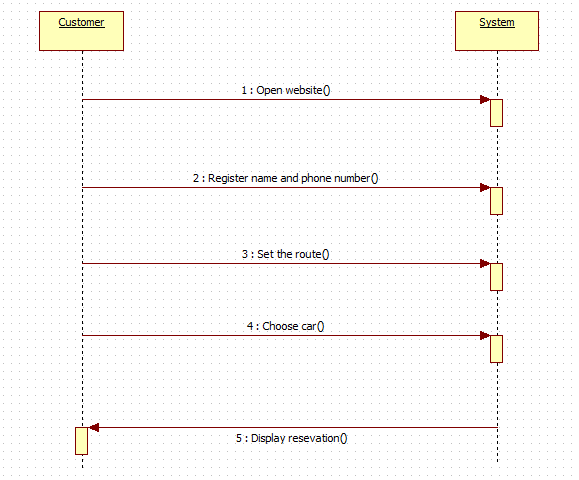 Customer
System
1 : Open website()
2 : Register name and phone number()
3 : Set the route()
4 : Choose car()
5 : Display resevation()